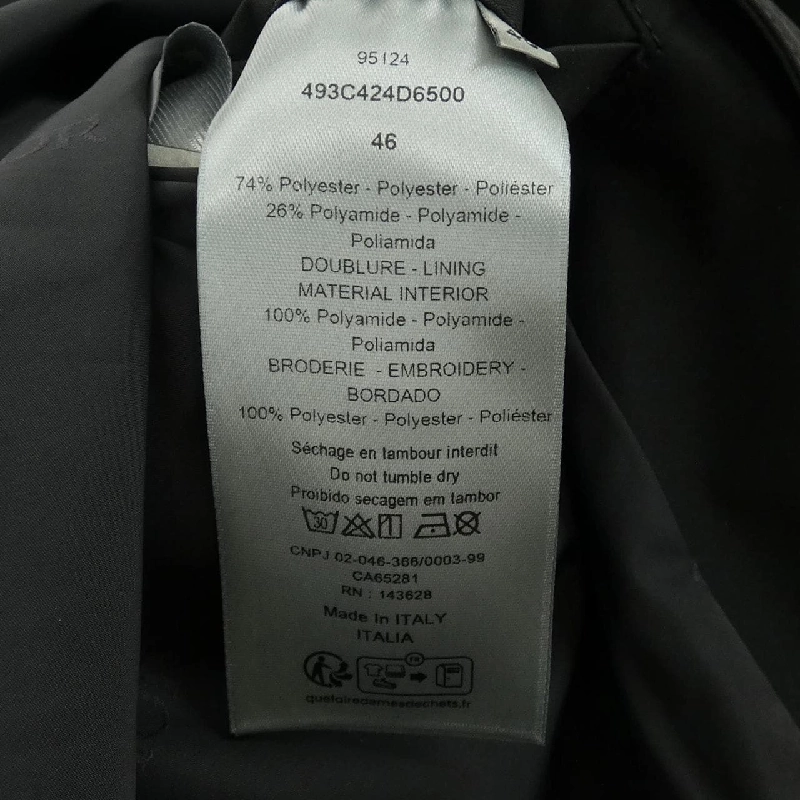 95124
493C424D6500
46
74% Polyester - Polyester - Poliéster
26% Polyamide - Polyamide -
Poliamida
DOUBLURE - LINING
MATERIAL INTERIOR
100% Polyamide - Polyamide -
Poliamida
BRODERIE - EMBROIDERY -
BORDADO
100% Polyester - Polyester - Poliéster
Séchage en tambour interdit
Do not tumble dry
Proibido secagem em tambor
30
CNPJ 02-046-366/0003-99
CA65281
RN : 143628
Made in ITALY
ITALIA
FR
quefairedemesdechets.fr